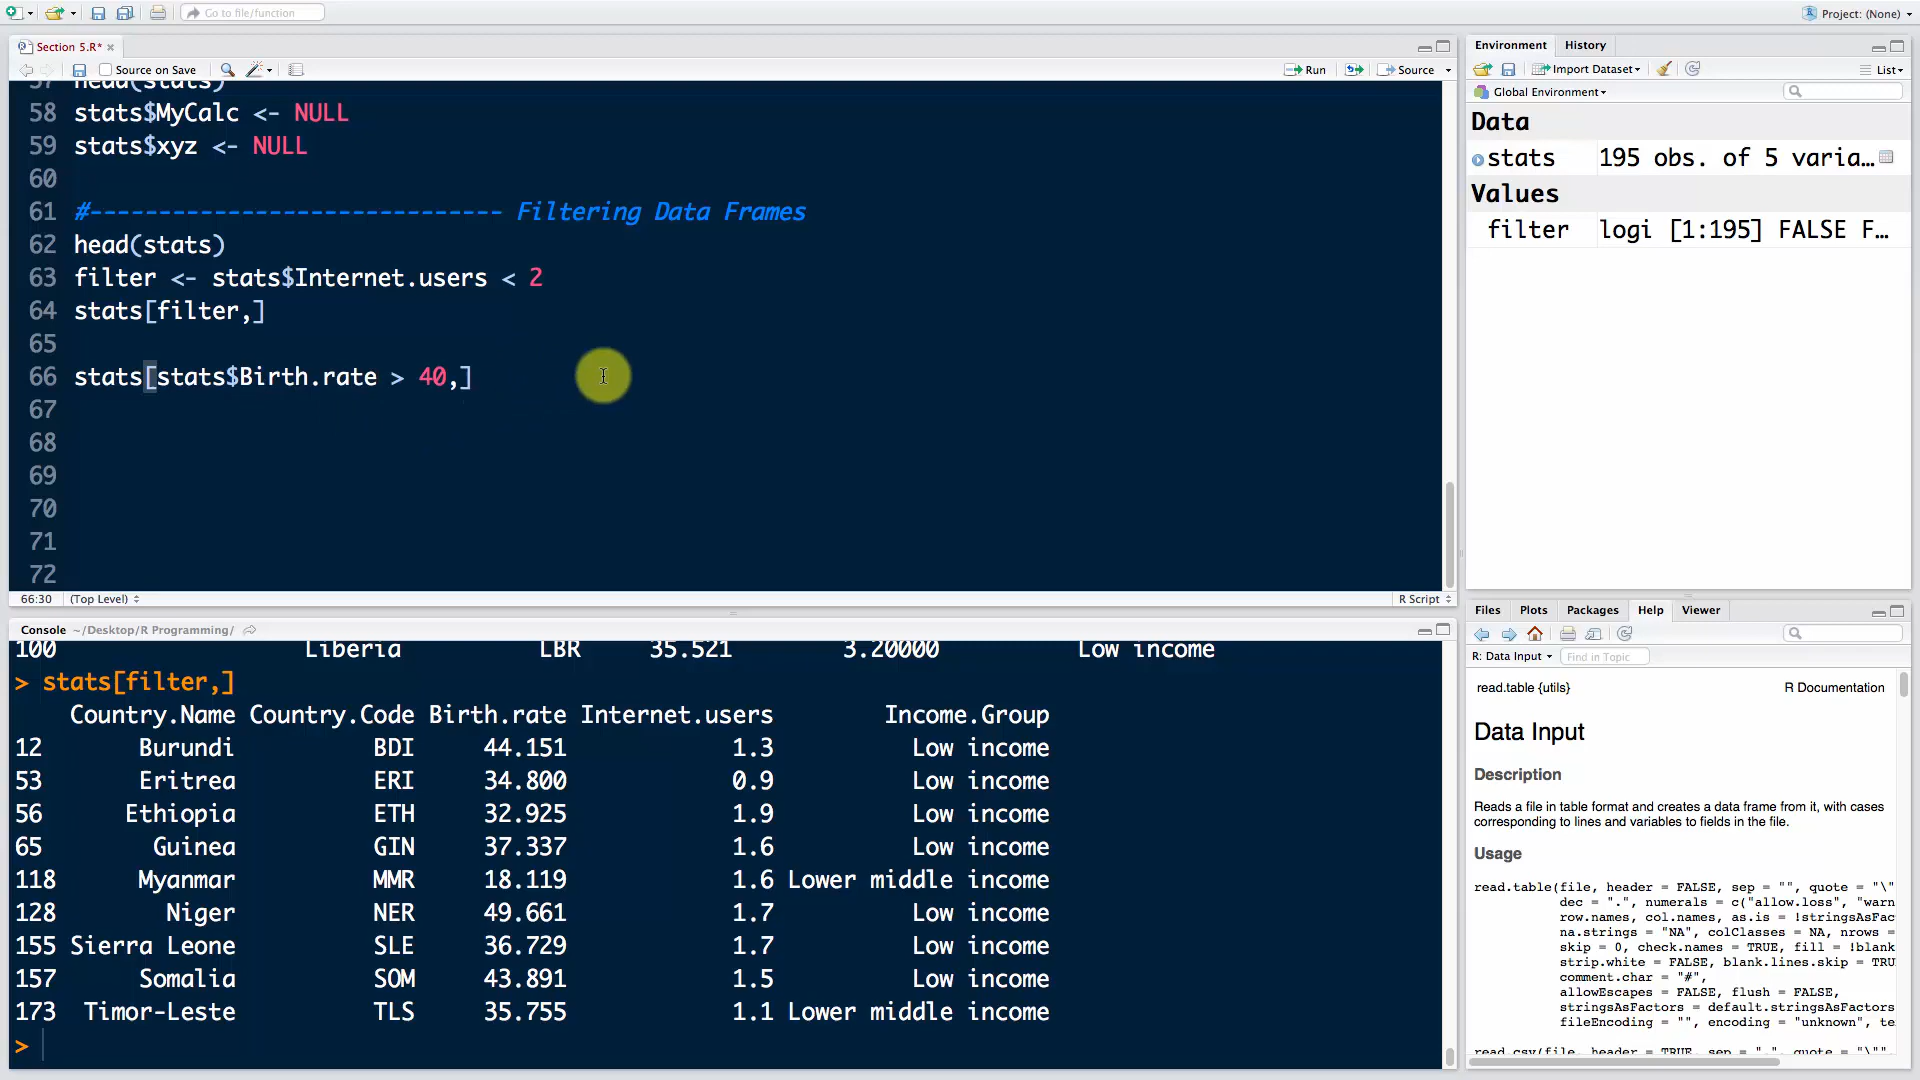 Go to file/function
Project: (None)
Section 5.R*
Source on Save
Run
Source
57 head(stats)
58 stats$MyCalc <- NULL
59 stats$xyz <- NULL
60
61 #------------------------------ Filtering Data Frames
62 head(stats)
63 filter <- stats$Internet.users < 2
64 stats[filter,]
65
66 stats[stats$Birth.rate > 40,]
67
68
69
70
71
72
66:30 (Top Level) R Script
Console ~/Desktop/R Programming/
100 Liberia LBR 35.521 3.20000 Low income
> stats[filter,]
Country.Name Country.Code Birth.rate Internet.users Income.Group
12 Burundi BDI 44.151 1.3 Low income
53 Eritrea ERI 34.800 0.9 Low income
56 Ethiopia ETH 32.925 1.9 Low income
65 Guinea GIN 37.337 1.6 Low income
118 Myanmar MMR 18.119 1.6 Lower middle income
128 Niger NER 49.661 1.7 Low income
155 Sierra Leone SLE 36.729 1.7 Low income
157 Somalia SOM 43.891 1.5 Low income
173 Timor-Leste TLS 35.755 1.1 Lower middle income
>
Environment History
Import Dataset List
Global Environment
Data
stats 195 obs. of 5 varia…
Values
filter logi [1:195] FALSE F…
Files Plots Packages Help Viewer
R: Data Input Find in Topic
read.table {utils} R Documentation
Data Input
Description
Reads a file in table format and creates a data frame from it, with cases
corresponding to lines and variables to fields in the file.
Usage
read.table(file, header = FALSE, sep = "", quote = "\"
dec = ".", numerals = c("allow.loss", "warn
row.names, col.names, as.is = !stringsAsFac
na.strings = "NA", colClasses = NA, nrows =
skip = 0, check.names = TRUE, fill = !blank
strip.white = FALSE, blank.lines.skip = TRU
comment.char = "#",
allowEscapes = FALSE, flush = FALSE,
stringsAsFactors = default.stringsAsFactors
fileEncoding = "", encoding = "unknown", te
read.csv(file, header = TRUE, sep = ",", quote = "\"",